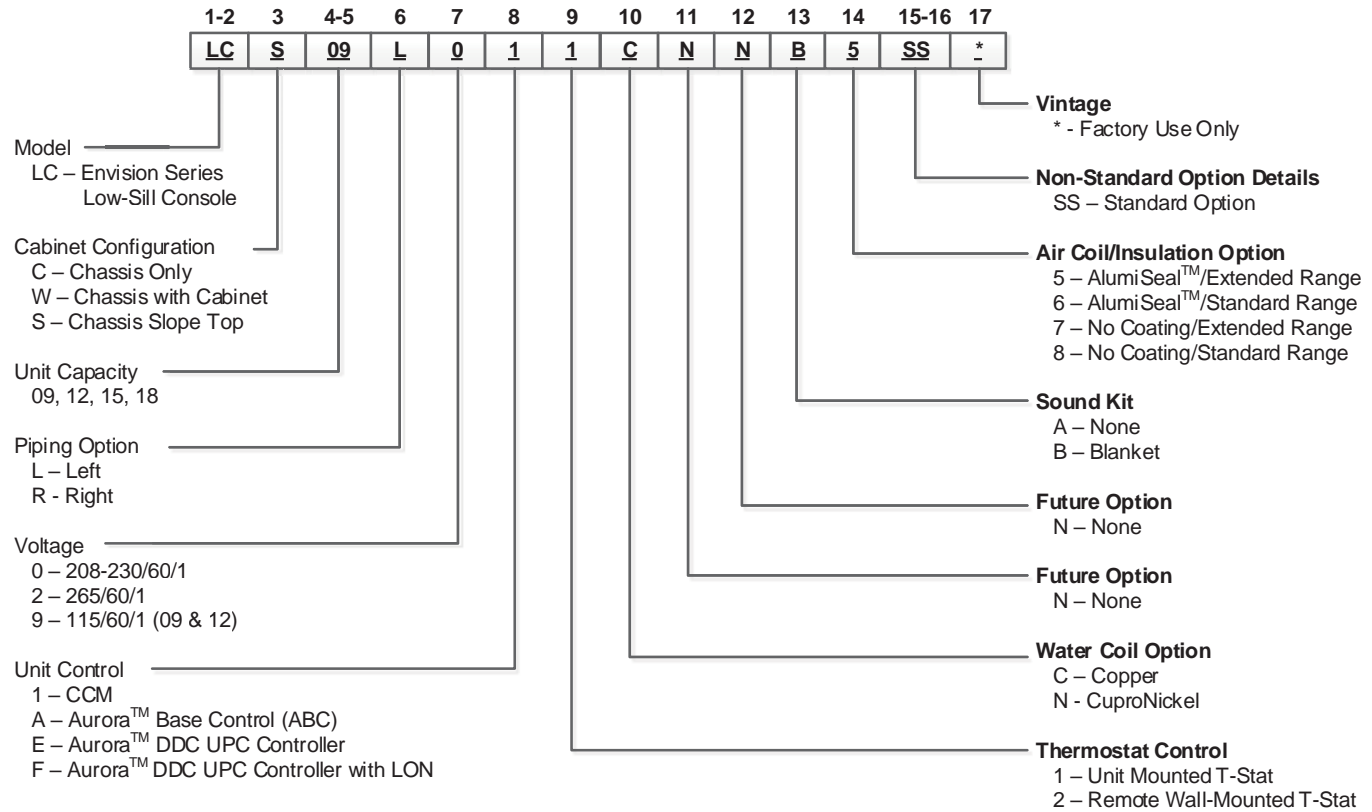 1-2 3 4-5 6 7 8 9 10 11 12 13 14 15-16 17
LC S 09 L 0 1 1 C N N B 5 SS *
Model
LC – Envision Series
Low-Sill Console
Cabinet Configuration
C – Chassis Only
W – Chassis with Cabinet
S – Chassis Slope Top
Unit Capacity
09, 12, 15, 18
Piping Option
L – Left
R - Right
Voltage
0 – 208-230/60/1
2 – 265/60/1
9 – 115/60/1 (09 & 12)
Unit Control
1 – CCM
A – Aurora™ Base Control (ABC)
E – Aurora™ DDC UPC Controller
F – Aurora™ DDC UPC Controller with LON
Vintage
* - Factory Use Only
Non-Standard Option Details
SS – Standard Option
Air Coil/Insulation Option
5 – AlumiSeal™/Extended Range
6 – AlumiSeal™/Standard Range
7 – No Coating/Extended Range
8 – No Coating/Standard Range
Sound Kit
A – None
B – Blanket
Future Option
N – None
Future Option
N – None
Water Coil Option
C – Copper
N - CuproNickel
Thermostat Control
1 – Unit Mounted T-Stat
2 – Remote Wall-Mounted T-Stat